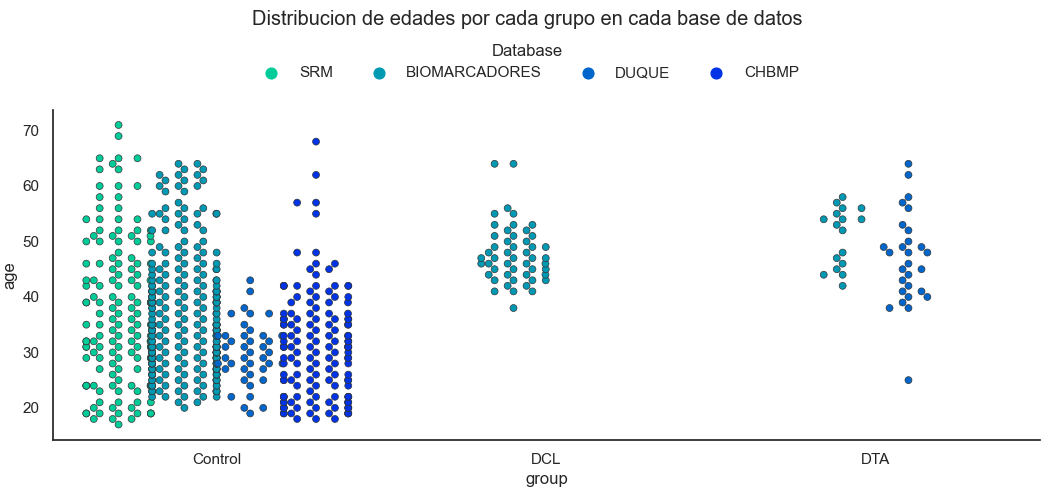 Distribucion de edades por cada grupo en cada base de datos
Database
SRM BIOMARCADORES DUQUE CHBMP
70
60
50
40
30
20
age
Control DCL DTA
group